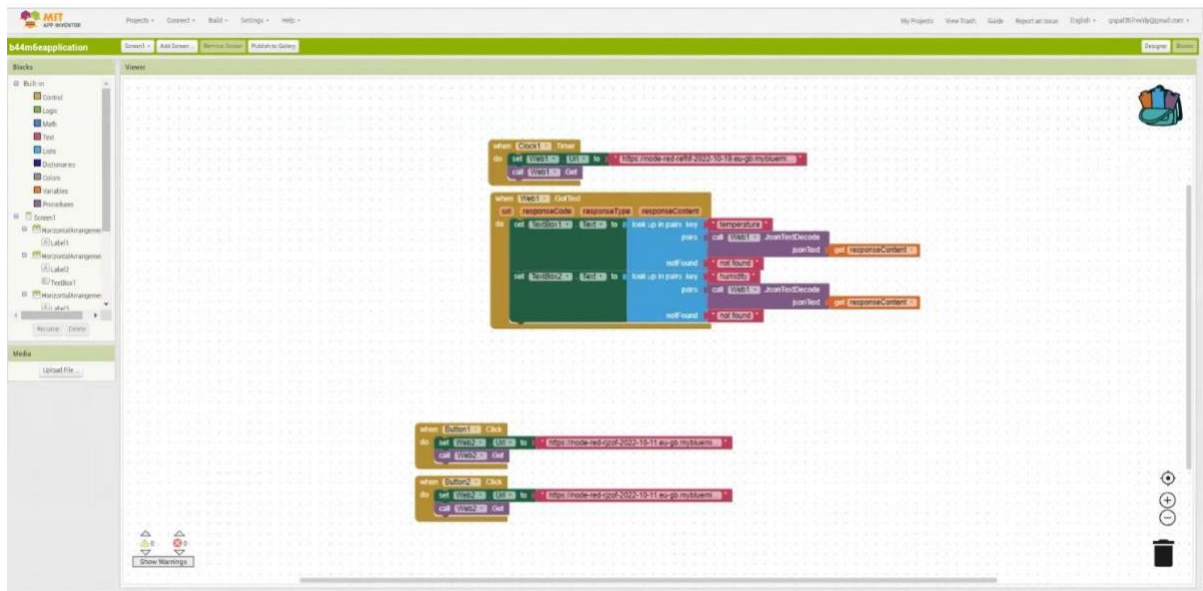 MIT
APP INVENTOR
Projects Connect Build Settings Help
My Projects View Trash Guide Report an Issue English
b44m6eapplication
Screen1 Add Screen ... Remove Screen Publish to Gallery
Designer Blocks
Blocks
Viewer
Built-in
Control
Logic
Math
Text
Lists
Dictionaries
Colors
Variables
Procedures
Screen1
HorizontalArrangeme
Label1
HorizontalArrangeme
Label2
TextBox1
HorizontalArrangeme
Rename Delete
Media
Upload File ...
when Clock1 .Timer
do set Web1 . Url to
call Web1 .Get
when Web1 .GotText
url responseCode responseType responseContent
do set TextBox1 . Text to look up in pairs key " temperature "
pairs call Web1 .JsonTextDecode
jsonText get responseContent
notFound " not found "
set TextBox2 . Text to look up in pairs key " humidity "
pairs call Web1 .JsonTextDecode
jsonText get responseContent
notFound " not found "
when Button1 .Click
do set Web2 . Url to
call Web2 .Get
when Button2 .Click
do set Web2 . Url to
call Web2 .Get
0 0
Show Warnings